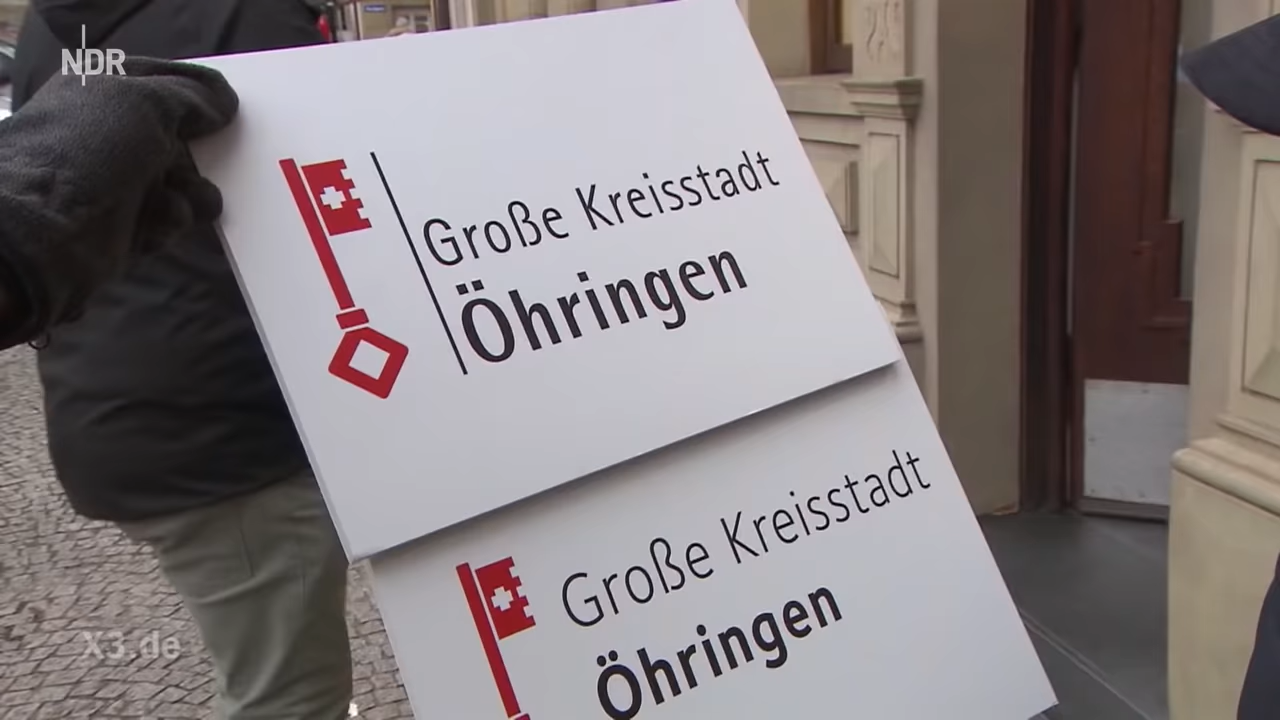 NDR
Große Kreisstadt
Öhringen
Große Kreisstadt
Öhringen
X3.de